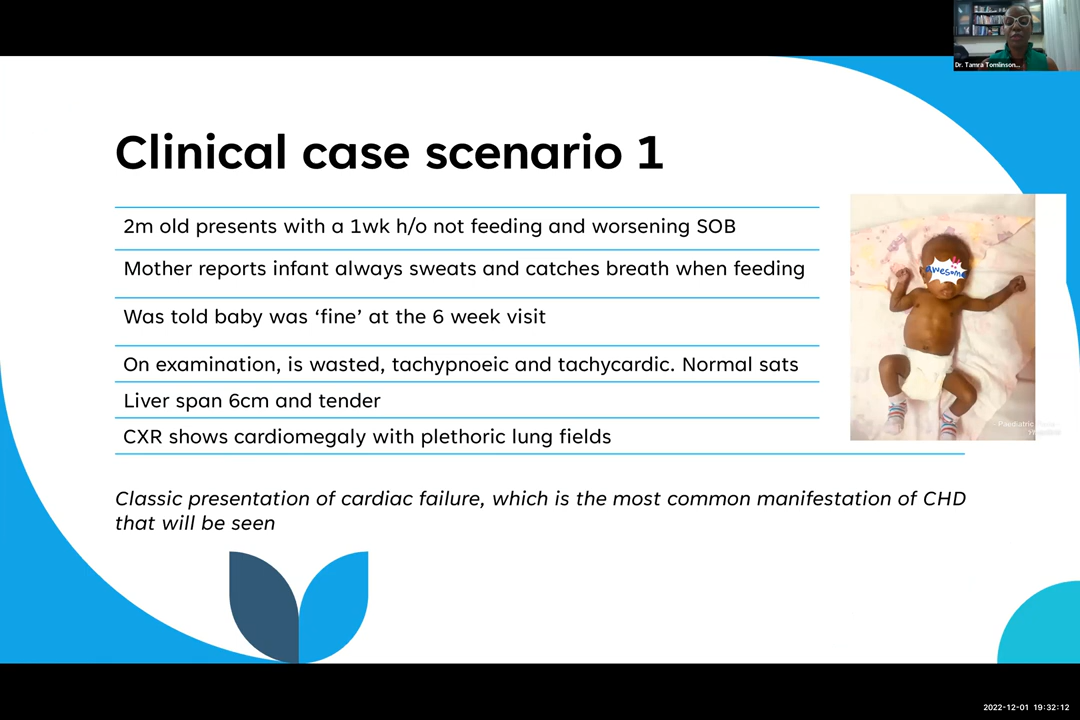 Dr. Tamra Tomlinson...
Clinical case scenario 1
2m old presents with a 1wk h/o not feeding and worsening SOB
Mother reports infant always sweats and catches breath when feeding
Was told baby was ‘fine’ at the 6 week visit
On examination, is wasted, tachypnoeic and tachycardic. Normal sats
Liver span 6cm and tender
CXR shows cardiomegaly with plethoric lung fields
awesome
Paediatric
Classic presentation of cardiac failure, which is the most common manifestation of CHD
that will be seen
2022-12-01 19:32:12